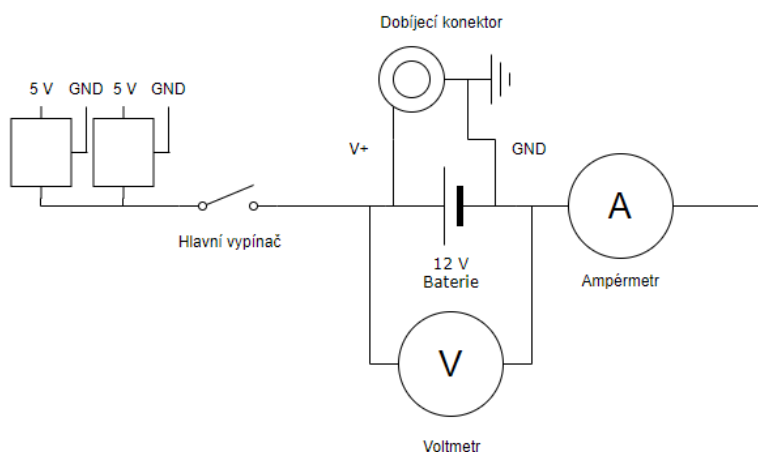 Dobíjecí konektor
5 V GND 5 V GND
V+ GND
Hlavní vypínač
A
12 V
Baterie
Ampérmetr
V
Voltmetr